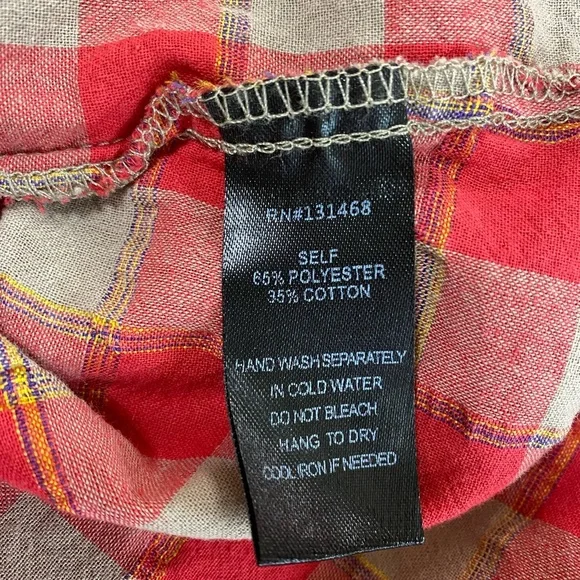 RN#131468
SELF
65% POLYESTER
35% COTTON
HAND WASH SEPARATELY
IN COLD WATER
DO NOT BLEACH
HANG TO DRY
COOL IRON IF NEEDED